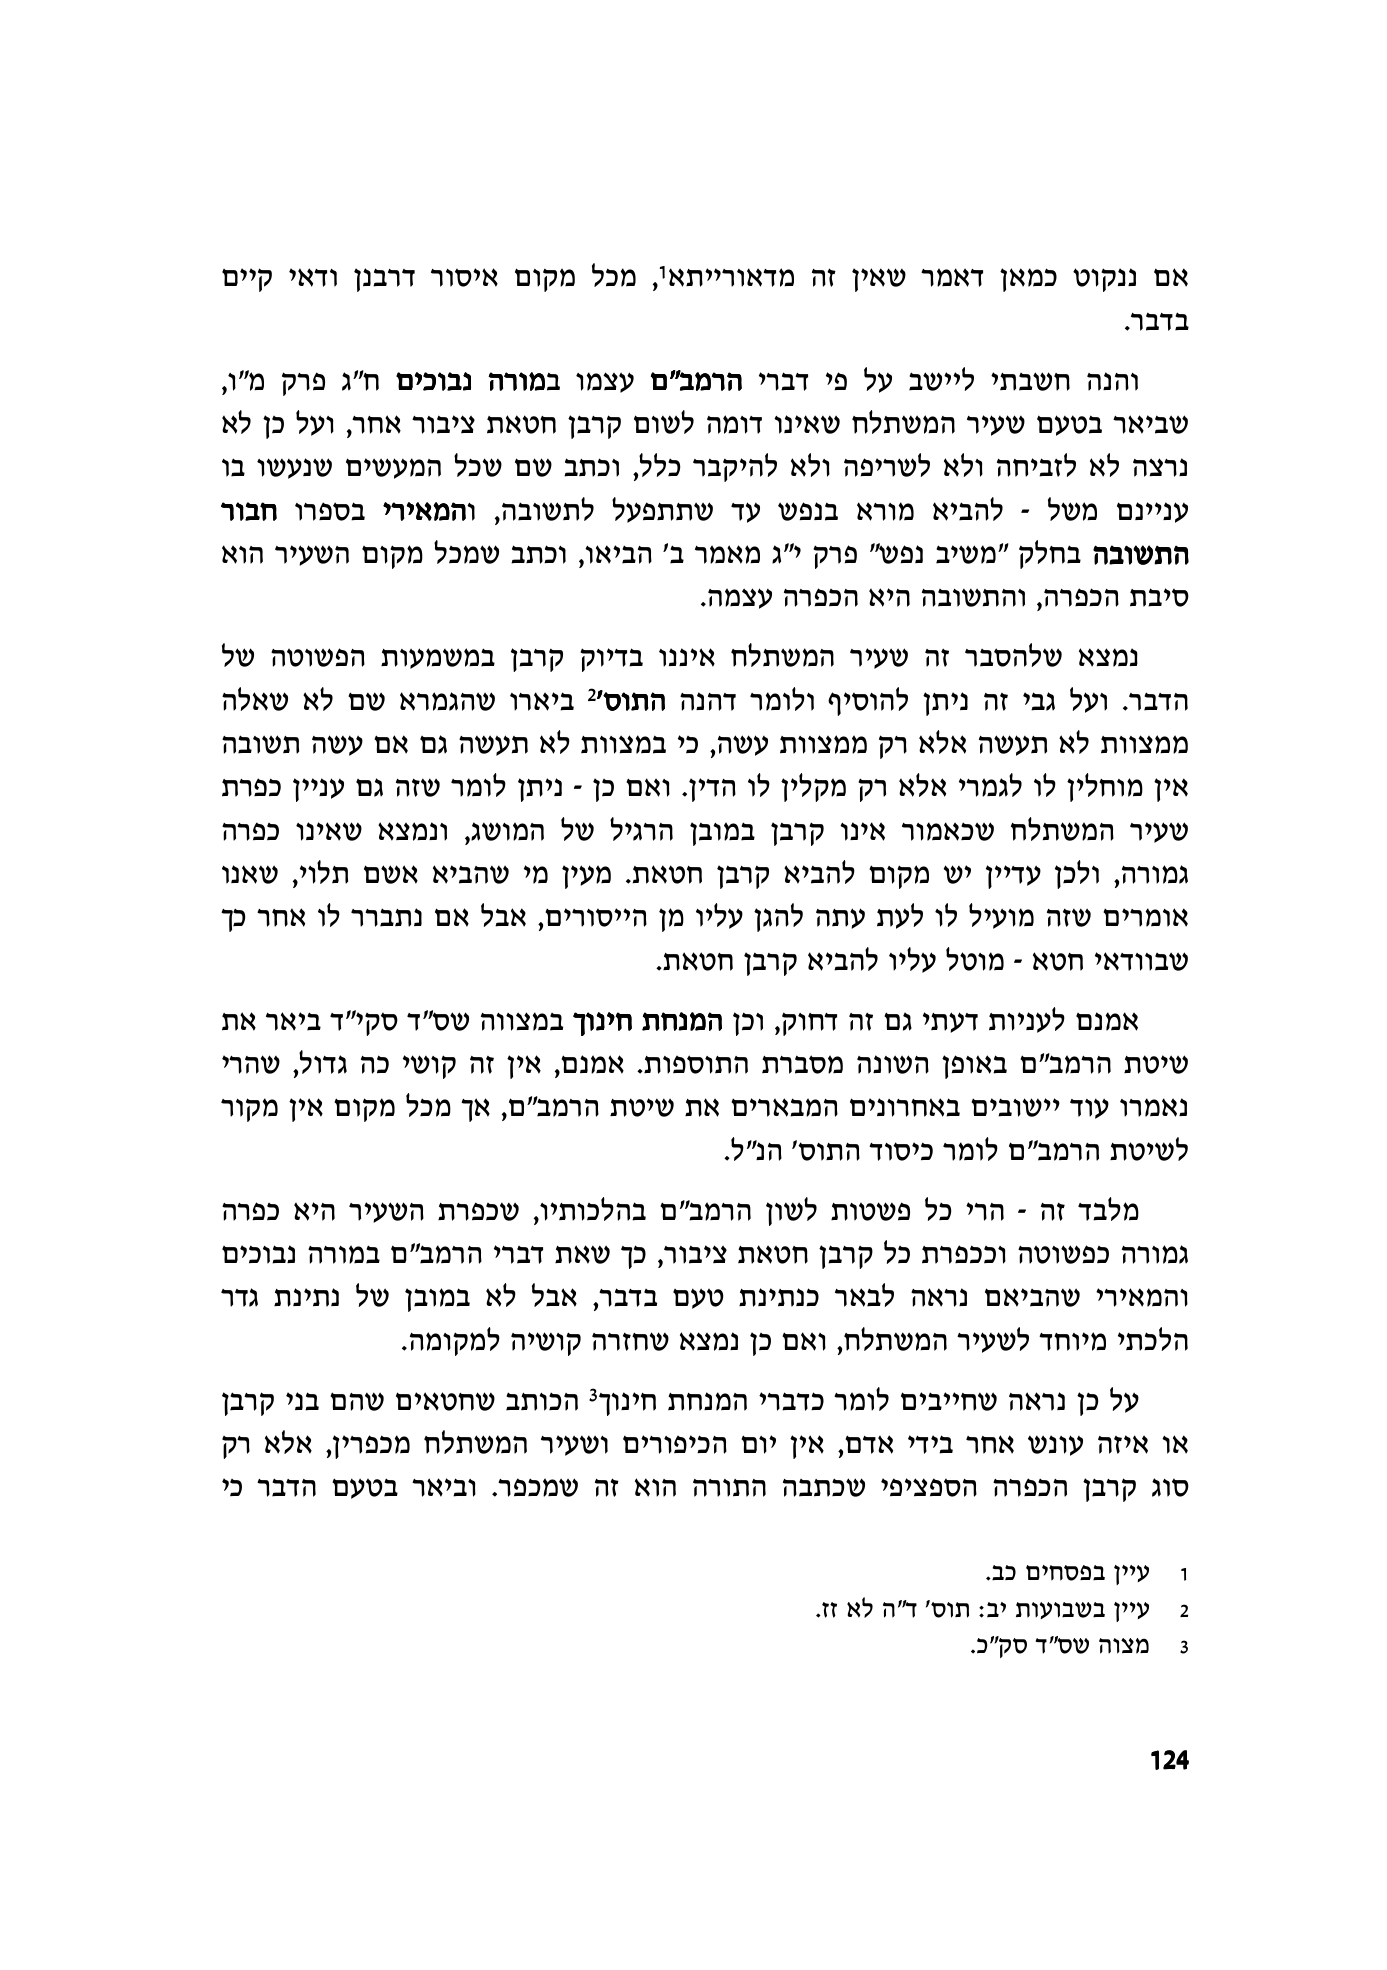 אם ננקוט כמאן דאמר שאין זה מדאורייתא1, מכל מקום איסור דרבנן ודאי קיים
בדבר.
והנה חשבתי ליישב על פי דברי הרמב"ם עצמו במורה נבוכים ח"ג פרק מ"ו,
שביאר בטעם שעיר המשתלח שאינו דומה לשום קרבן חטאת ציבור אחר, ועל כן לא
נרצה לא לזביחה ולא לשריפה ולא להיקבר כלל, וכתב שם שכל המעשים שנעשו בו
עניינם משל - להביא מורא בנפש עד שתתפעל לתשובה, והמאירי בספרו חבור
התשובה בחלק "משיב נפש" פרק י"ג מאמר ב' הביאו, וכתב שמכל מקום השעיר הוא
סיבת הכפרה, והתשובה היא הכפרה עצמה.
נמצא שלהסבר זה שעיר המשתלח איננו בדיוק קרבן במשמעות הפשוטה של
הדבר. ועל גבי זה ניתן להוסיף ולומר דהנה התוס'2 ביארו שהגמרא שם לא שאלה
ממצוות לא תעשה אלא רק ממצוות עשה, כי במצוות לא תעשה גם אם עשה תשובה
אין מוחלין לו לגמרי אלא רק מקלין לו הדין. ואם כן - ניתן לומר שזה גם עניין כפרת
שעיר המשתלח שכאמור אינו קרבן במובן הרגיל של המושג, ונמצא שאינו כפרה
גמורה, ולכן עדיין יש מקום להביא קרבן חטאת. מעין מי שהביא אשם תלוי, שאנו
אומרים שזה מועיל לו לעת עתה להגן עליו מן הייסורים, אבל אם נתברר לו אחר כך
שבוודאי חטא - מוטל עליו להביא קרבן חטאת.
אמנם לעניות דעתי גם זה דחוק, וכן המנחת חינוך במצווה שס"ד סקי"ד ביאר את
שיטת הרמב"ם באופן השונה מסברת התוספות. אמנם, אין זה קושי כה גדול, שהרי
נאמרו עוד יישובים באחרונים המבארים את שיטת הרמב"ם, אך מכל מקום אין מקור
לשיטת הרמב"ם לומר כיסוד התוס' הנ"ל.
מלבד זה - הרי כל פשטות לשון הרמב"ם בהלכותיו, שכפרת השעיר היא כפרה
גמורה כפשוטה וככפרת כל קרבן חטאת ציבור, כך שאת דברי הרמב"ם במורה נבוכים
והמאירי שהביאם נראה לבאר כנתינת טעם בדבר, אבל לא במובן של נתינת גדר
הלכתי מיוחד לשעיר המשתלח, ואם כן נמצא שחזרה קושיה למקומה.
על כן נראה שחייבים לומר כדברי המנחת חינוך3 הכותב שחטאים שהם בני קרבן
או איזה עונש אחר בידי אדם, אין יום הכיפורים ושעיר המשתלח מכפרין, אלא רק
סוג קרבן הכפרה הספציפי שכתבה התורה הוא זה שמכפר. וביאר בטעם הדבר כי
1 עיין בפסחים כב.
2 עיין בשבועות יב: תוס' ד"ה לא זז.
3 מצוה שס"ד סק"כ.
124